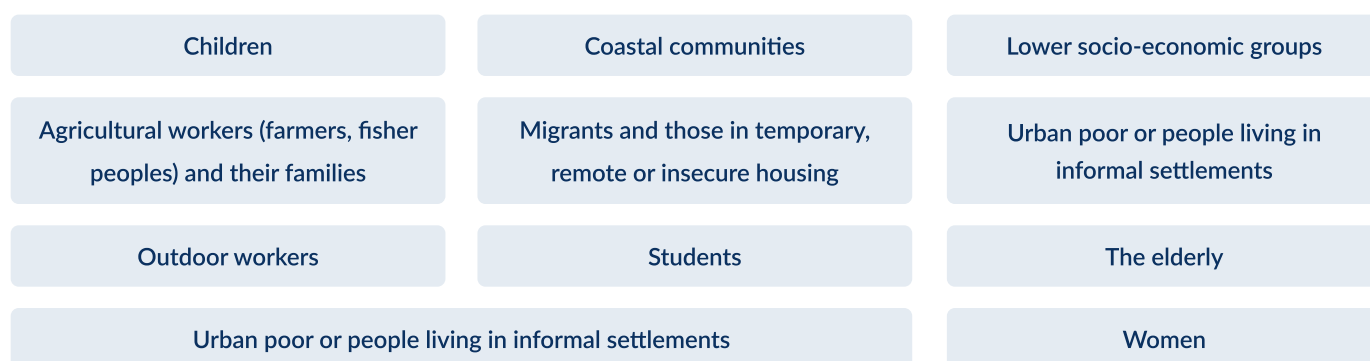 Children
Coastal communities
Lower socio-economic groups
Agricultural workers (farmers, fisher
peoples) and their families
Migrants and those in temporary,
remote or insecure housing
Urban poor or people living in
informal settlements
Outdoor workers
Students
The elderly
Urban poor or people living in informal settlements
Women